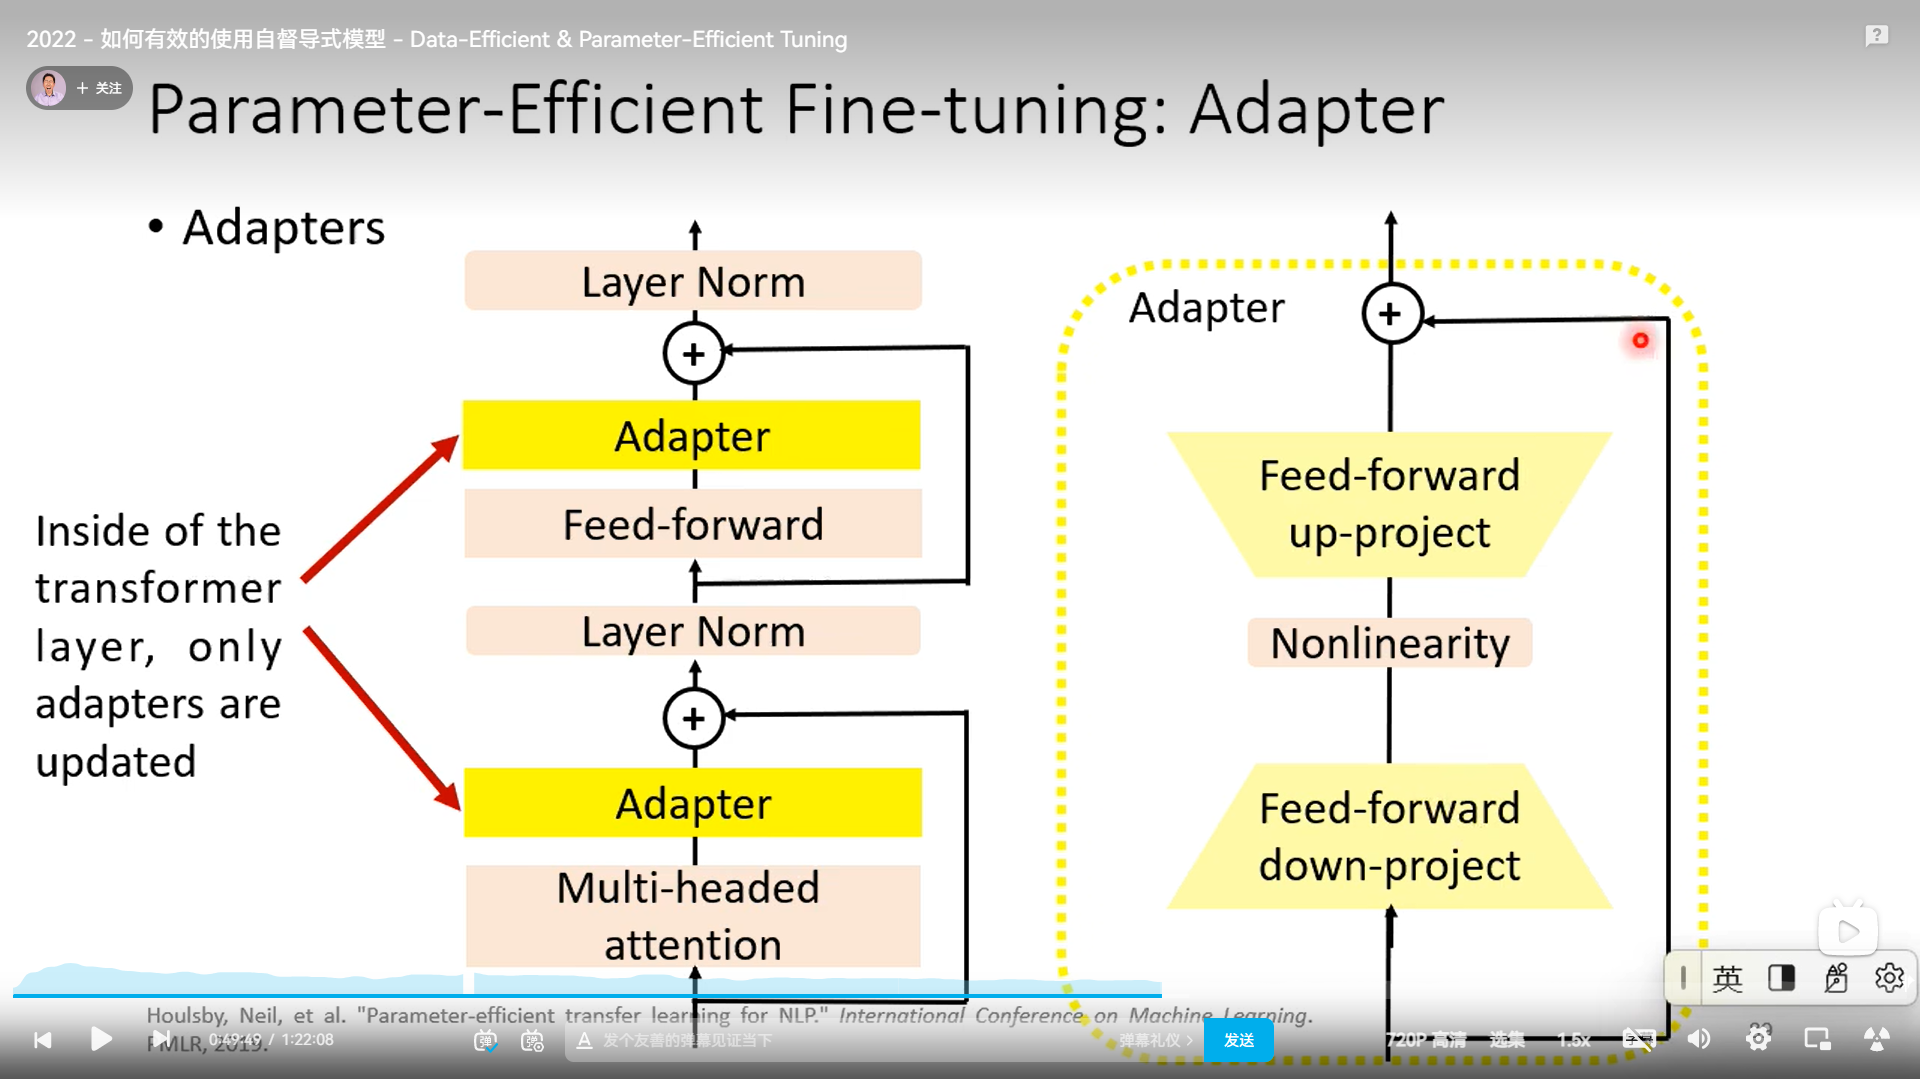 2022 - 如何有效的使用自督导式模型 - Data-Efficient & Parameter-Efficient Tuning
+ 关注
Parameter-Efficient Fine-tuning: Adapter
• Adapters
Layer Norm
+
Adapter
Feed-forward
Layer Norm
+
Adapter
Multi-headed
attention
Inside of the
transformer
layer, only
adapters are
updated
Adapter
+
Feed-forward
up-project
Nonlinearity
Feed-forward
down-project
英
Houlsby, Neil, et al. "Parameter-efficient transfer learning for NLP." International Conference on Machine Learning.
PMLR, 2019.
0:49:49 / 1:22:08
弹
弹
A 发个友善的弹幕见证当下
弹幕礼仪 >
发送
720P 高清
选集
1.5x